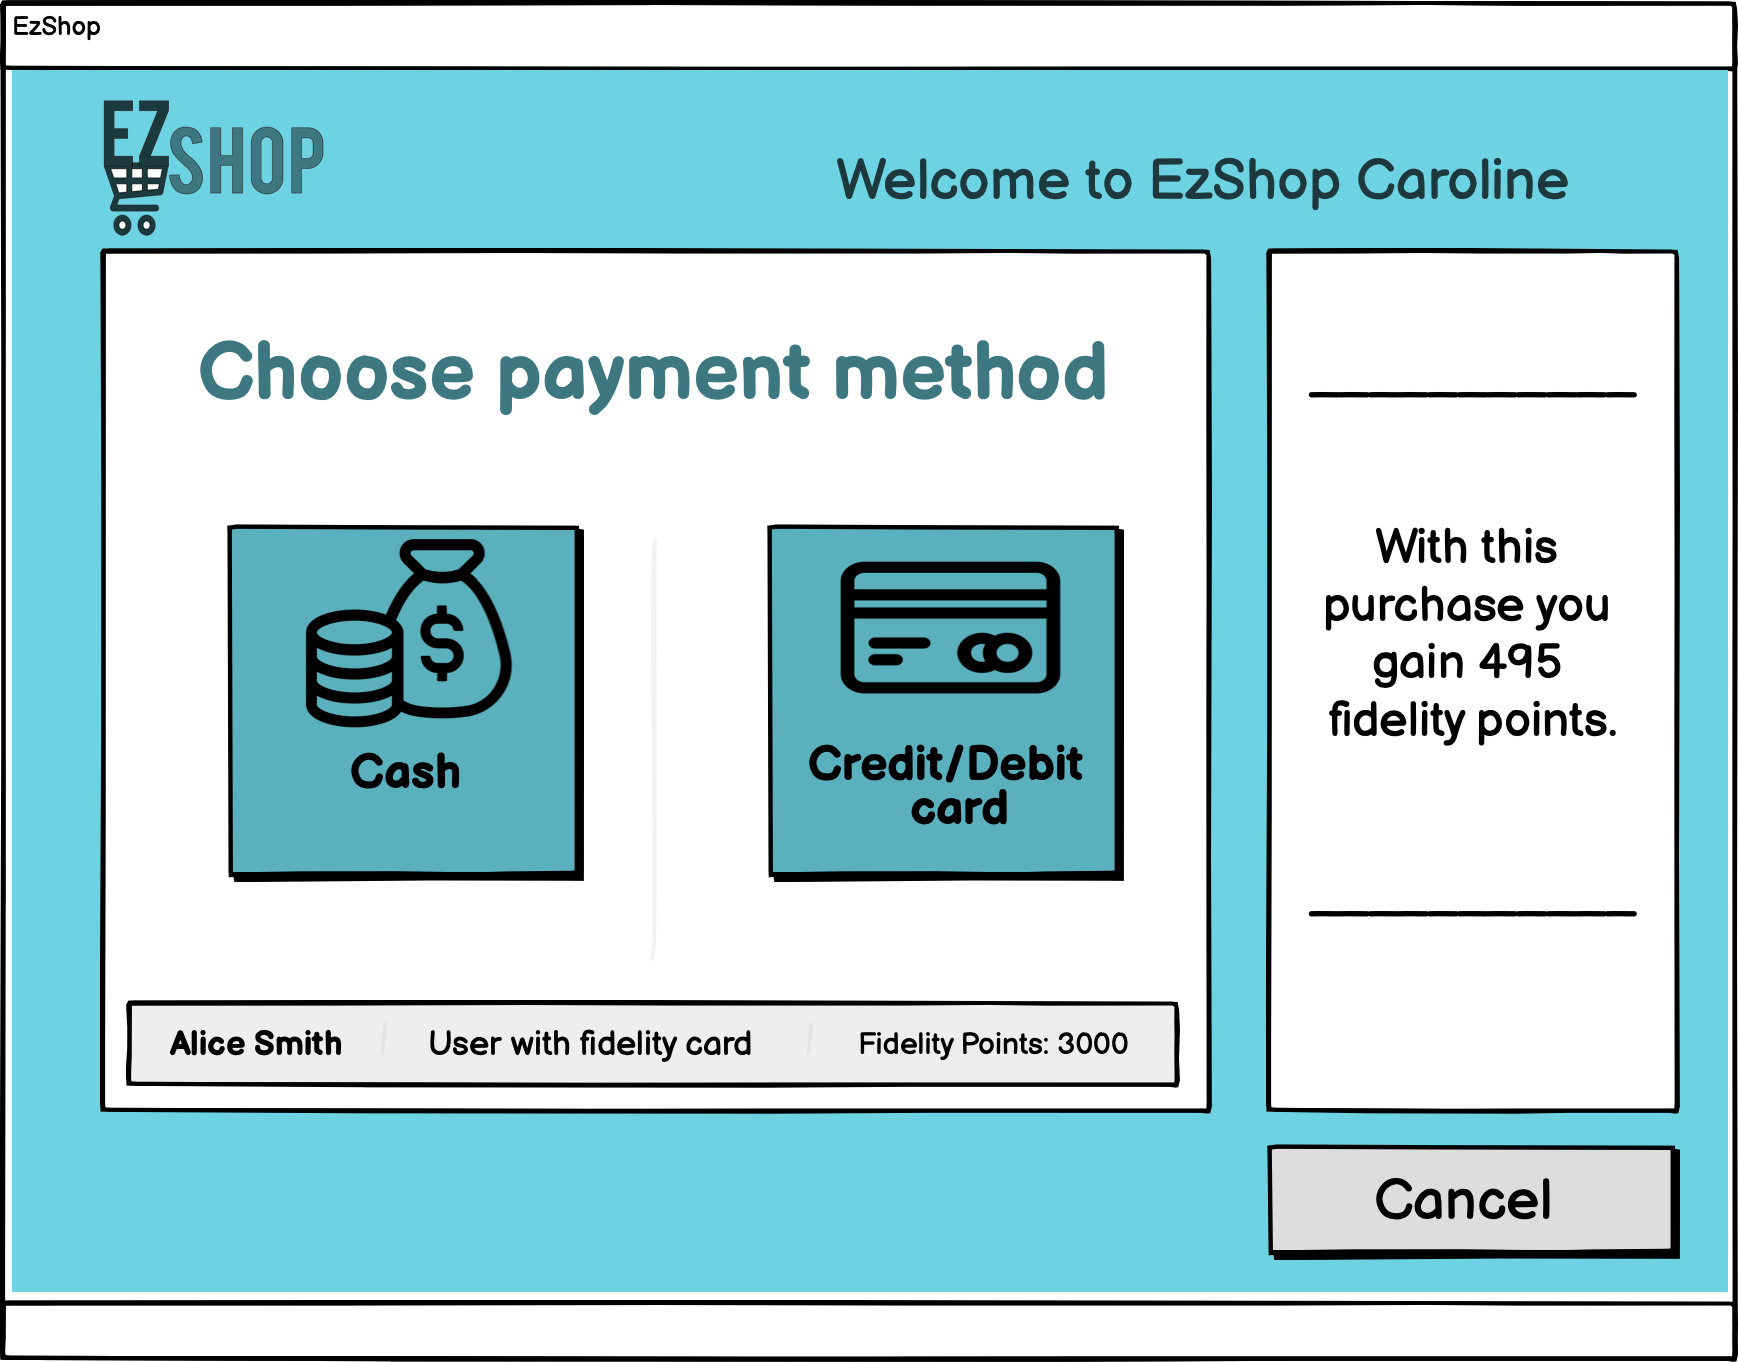 EzShop
EZSHOP
Welcome to EzShop Caroline
Choose payment method
$
Cash
Credit/Debit
card
With this
purchase you
gain 495
fidelity points.
Alice Smith User with fidelity card Fidelity Points: 3000
Cancel